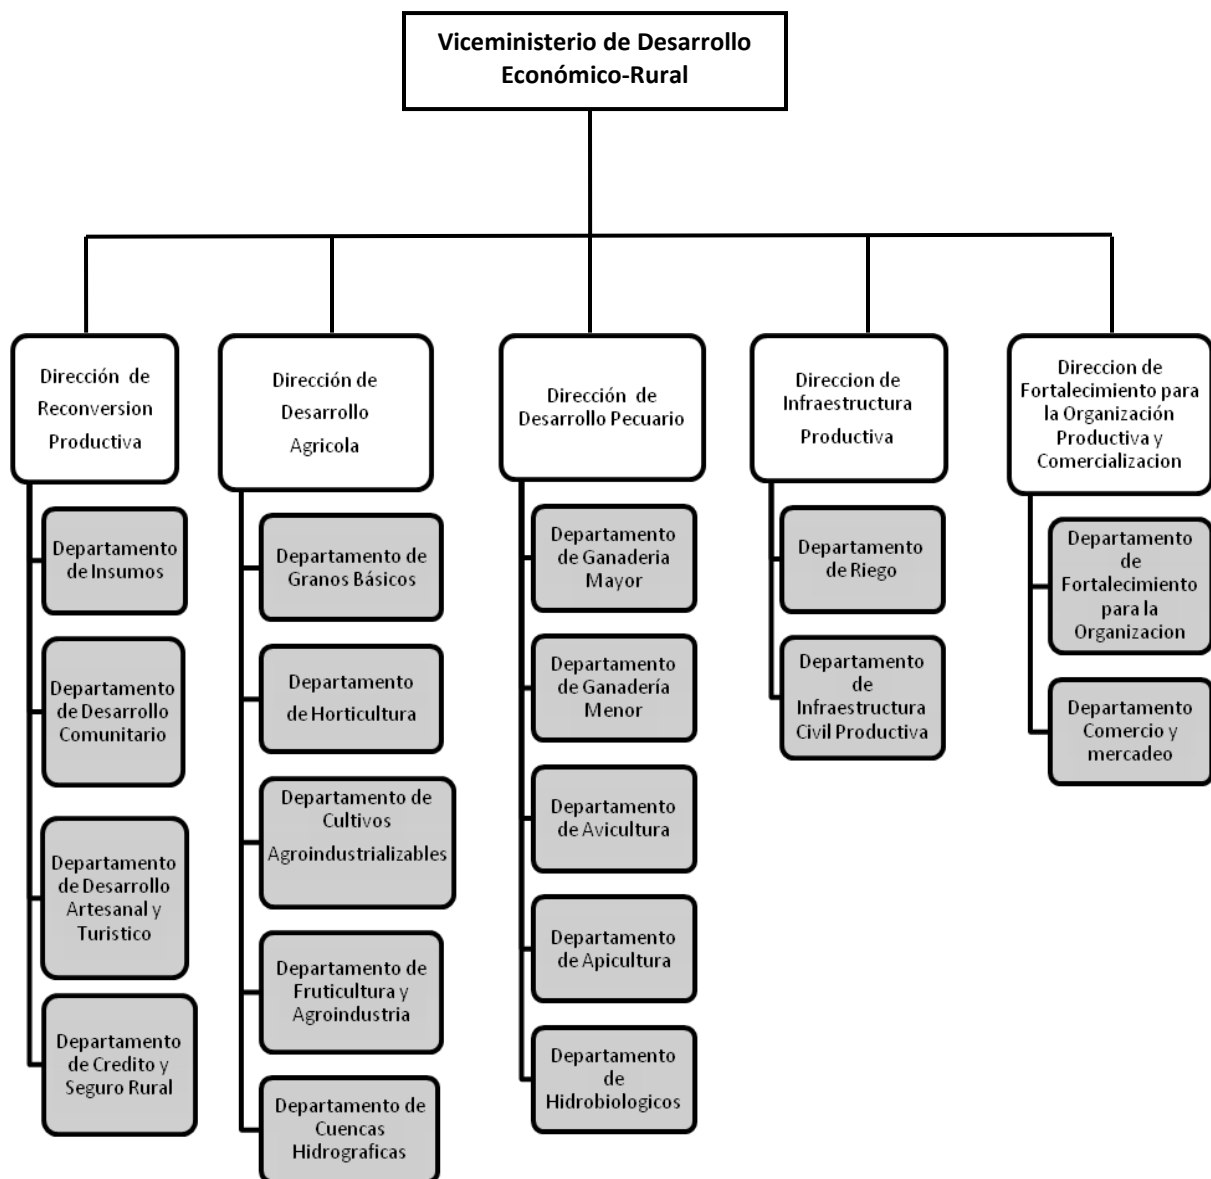 Viceministerio de Desarrollo
Económico-Rural
Dirección de
Reconversion
Productiva
Departamento
de Insumos
Departamento
de Desarrollo
Comunitario
Departamento
de Desarrollo
Artesanal y
Turistico
Departamento
de Credito y
Seguro Rural
Dirección de
Desarrollo
Agricola
Departamento de
Granos Básicos
Departamento
de Horticultura
Departamento de
Cultivos
Agroindustrializables
Departamento de
Fruticultura y
Agroindustria
Departamento de
Cuencas
Hidrograficas
Dirección de
Desarrollo Pecuario
Departamento
de Ganaderia
Mayor
Departamento
de Ganadería
Menor
Departamento
de Avicultura
Departamento
de Apicultura
Departamento
de
Hidrobiologicos
Direccion de
Infraestructura
Productiva
Departamento
de Riego
Departamento
de
Infraestructura
Civil Productiva
Direccion de
Fortalecimiento para
la Organización
Productiva y
Comercializacion
Departamento
de
Fortalecimiento
para la
Organizacion
Departamento
Comercio y
mercadeo